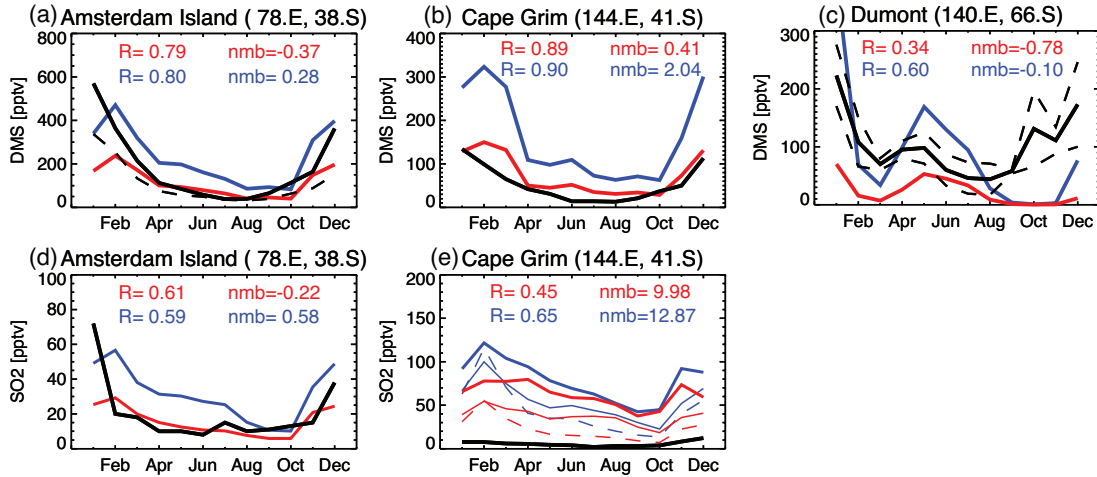 (a) Amsterdam Island ( 78.E, 38.S)
R= 0.79 nmb=-0.37
R= 0.80 nmb= 0.28
DMS [pptv]
800
600
400
200
0
Feb Apr Jun Aug Oct Dec
(b) Cape Grim (144.E, 41.S)
R= 0.89 nmb= 0.41
R= 0.90 nmb= 2.04
DMS [pptv]
400
300
200
100
0
Feb Apr Jun Aug Oct Dec
(c) Dumont (140.E, 66.S)
R= 0.34 nmb=-0.78
R= 0.60 nmb=-0.10
DMS [pptv]
300
200
100
0
Feb Apr Jun Aug Oct Dec
(d) Amsterdam Island ( 78.E, 38.S)
R= 0.61 nmb=-0.22
R= 0.59 nmb= 0.58
SO2 [pptv]
100
80
60
40
20
0
Feb Apr Jun Aug Oct Dec
(e) Cape Grim (144.E, 41.S)
R= 0.45 nmb= 9.98
R= 0.65 nmb=12.87
SO2 [pptv]
200
150
100
50
0
Feb Apr Jun Aug Oct Dec